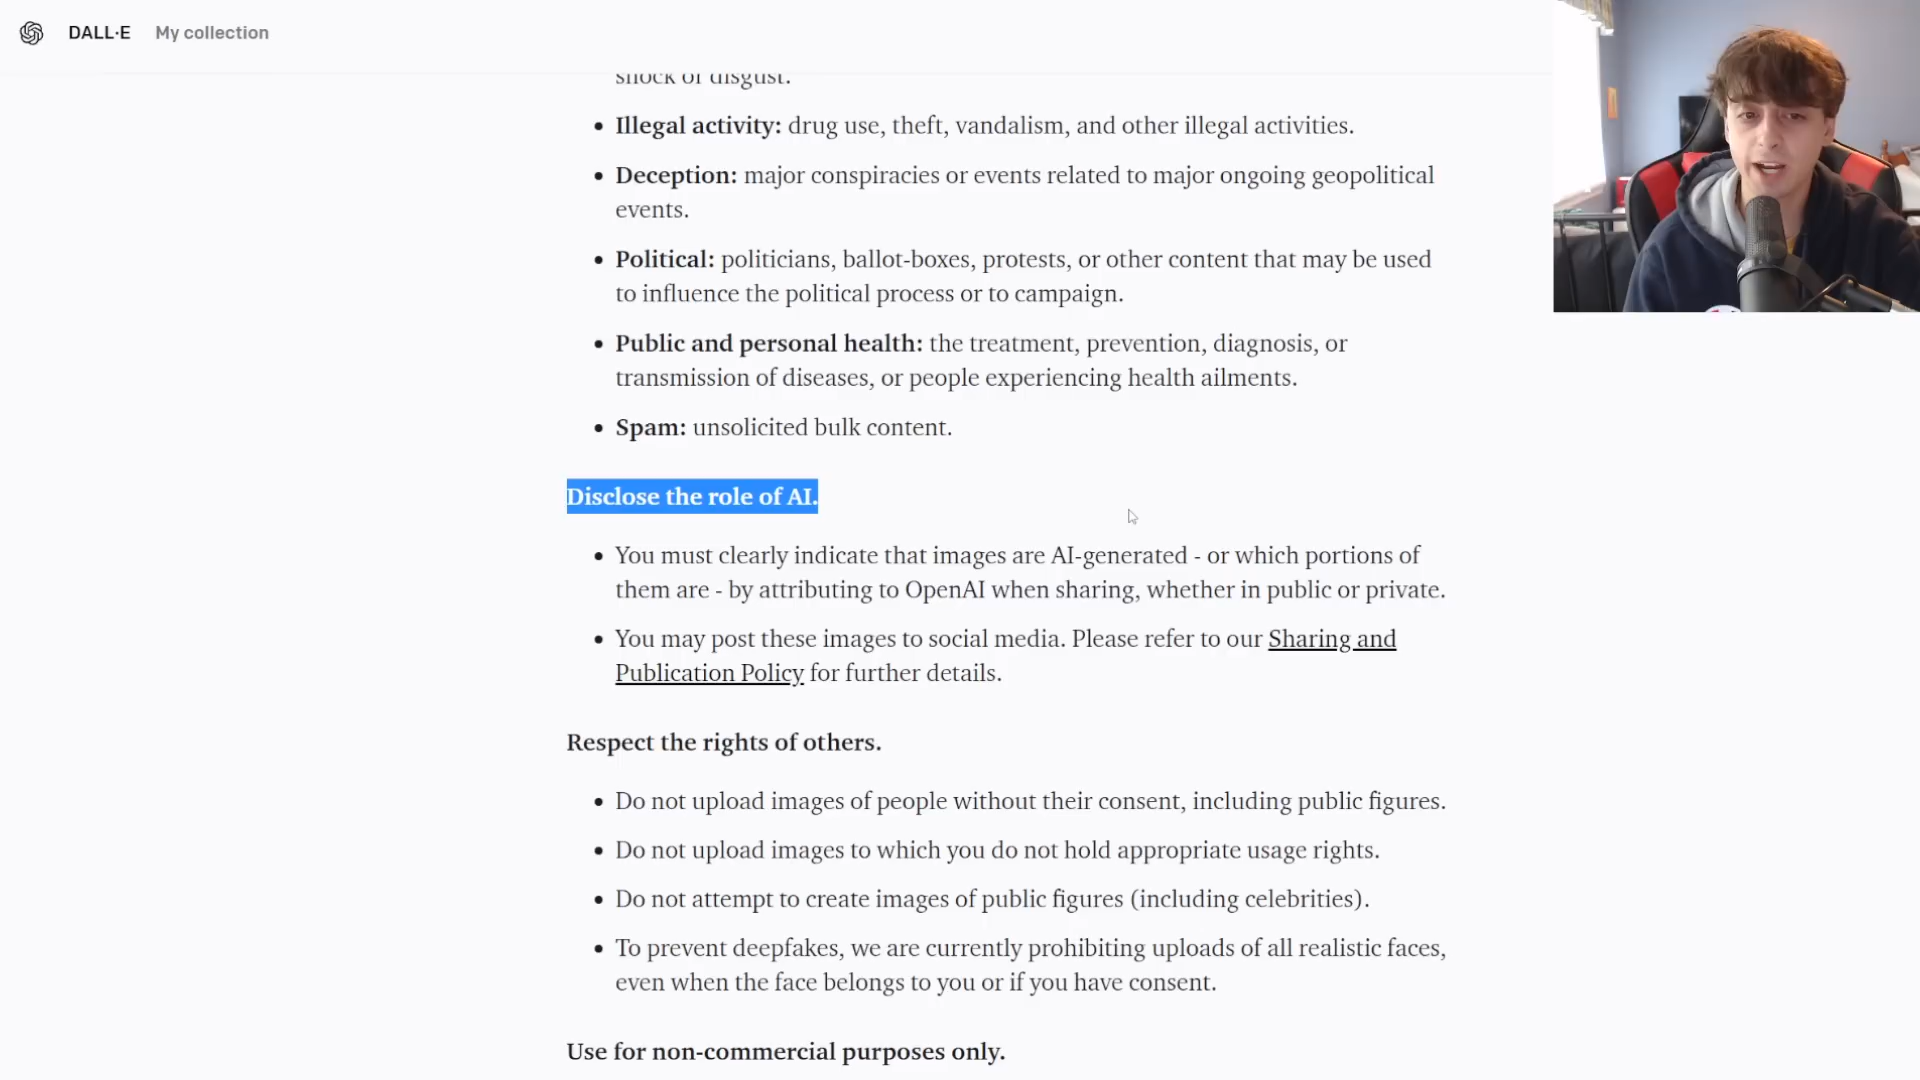 DALL·E My collection
shock or disgust.
Illegal activity: drug use, theft, vandalism, and other illegal activities.
Deception: major conspiracies or events related to major ongoing geopolitical
events.
Political: politicians, ballot-boxes, protests, or other content that may be used
to influence the political process or to campaign.
Public and personal health: the treatment, prevention, diagnosis, or
transmission of diseases, or people experiencing health ailments.
Spam: unsolicited bulk content.
Disclose the role of AI.
You must clearly indicate that images are AI-generated - or which portions of
them are - by attributing to OpenAI when sharing, whether in public or private.
You may post these images to social media. Please refer to our Sharing and
Publication Policy for further details.
Respect the rights of others.
Do not upload images of people without their consent, including public figures.
Do not upload images to which you do not hold appropriate usage rights.
Do not attempt to create images of public figures (including celebrities).
To prevent deepfakes, we are currently prohibiting uploads of all realistic faces,
even when the face belongs to you or if you have consent.
Use for non-commercial purposes only.